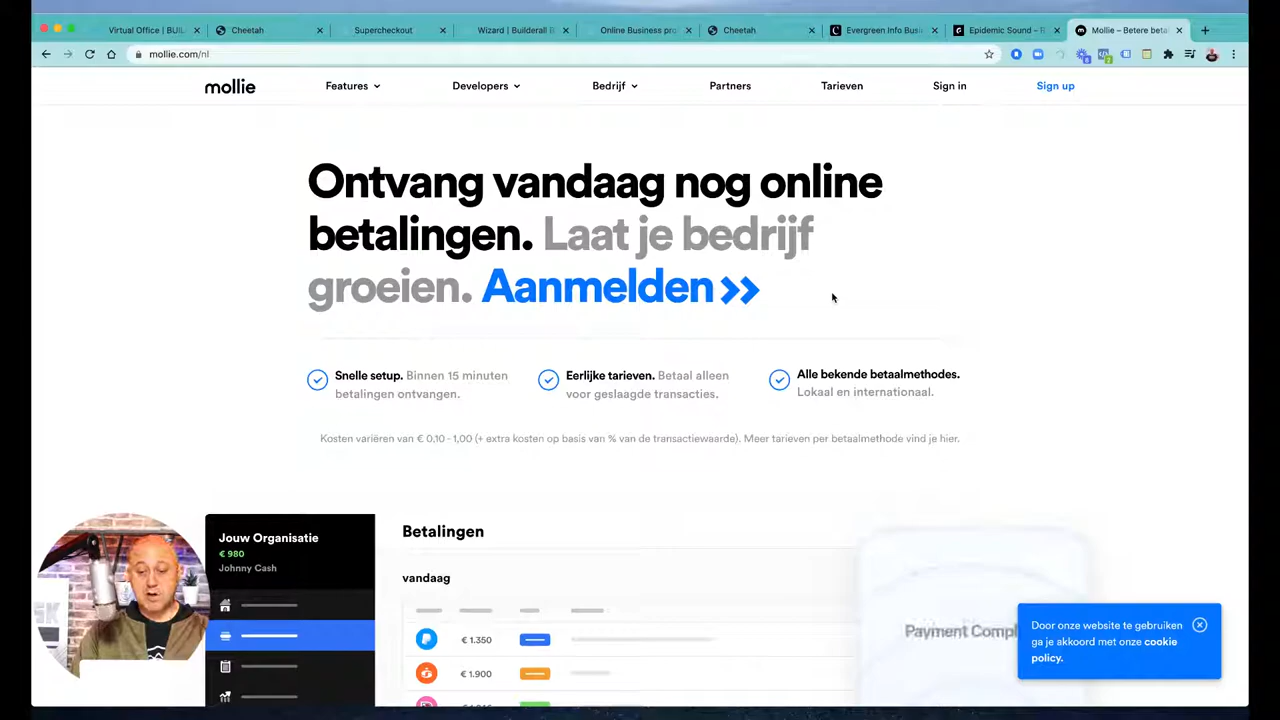 Virtual Office | BUIL
Cheetah
Supercheckout
Wizard | Builderall B
Online Business pro
Cheetah
Evergreen Info Busi
Epidemic Sound – B
Mollie – Betere beta
mollie.com/nl
mollie
Features
Developers
Bedrijf
Partners
Tarieven
Sign in
Sign up
Ontvang vandaag nog online
betalingen. Laat je bedrijf
groeien. Aanmelden
Snelle setup. Binnen 15 minuten
betalingen ontvangen.
Eerlijke tarieven. Betaal alleen
voor geslaagde transacties.
Alle bekende betaalmethodes.
Lokaal en internationaal.
Kosten variëren van € 0,10 - 1,00 (+ extra kosten op basis van % van de transactiewaarde). Meer tarieven per betaalmethode vind je hier.
Jouw Organisatie
€ 980
Johnny Cash
Betalingen
vandaag
€ 1.350
€ 1.900
Payment Compl
Door onze website te gebruiken
ga je akkoord met onze cookie
policy.